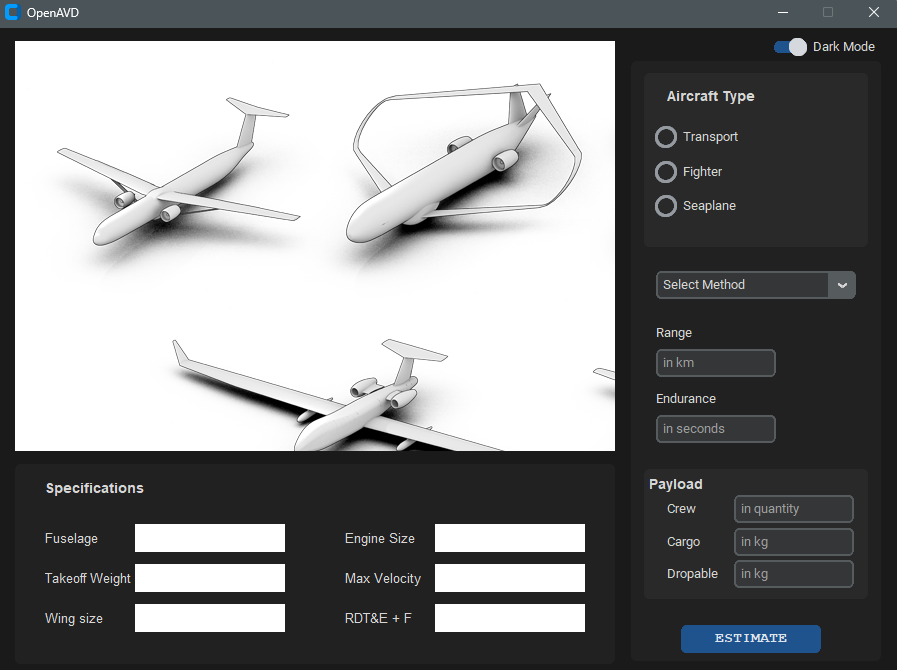 OpenAVD
Dark Mode
Aircraft Type
Transport
Fighter
Seaplane
Select Method
Range
in km
Endurance
in seconds
Payload
Crew in quantity
Cargo in kg
Dropable in kg
ESTIMATE
Specifications
Fuselage Engine Size
Takeoff Weight Max Velocity
Wing size RDT&E + F